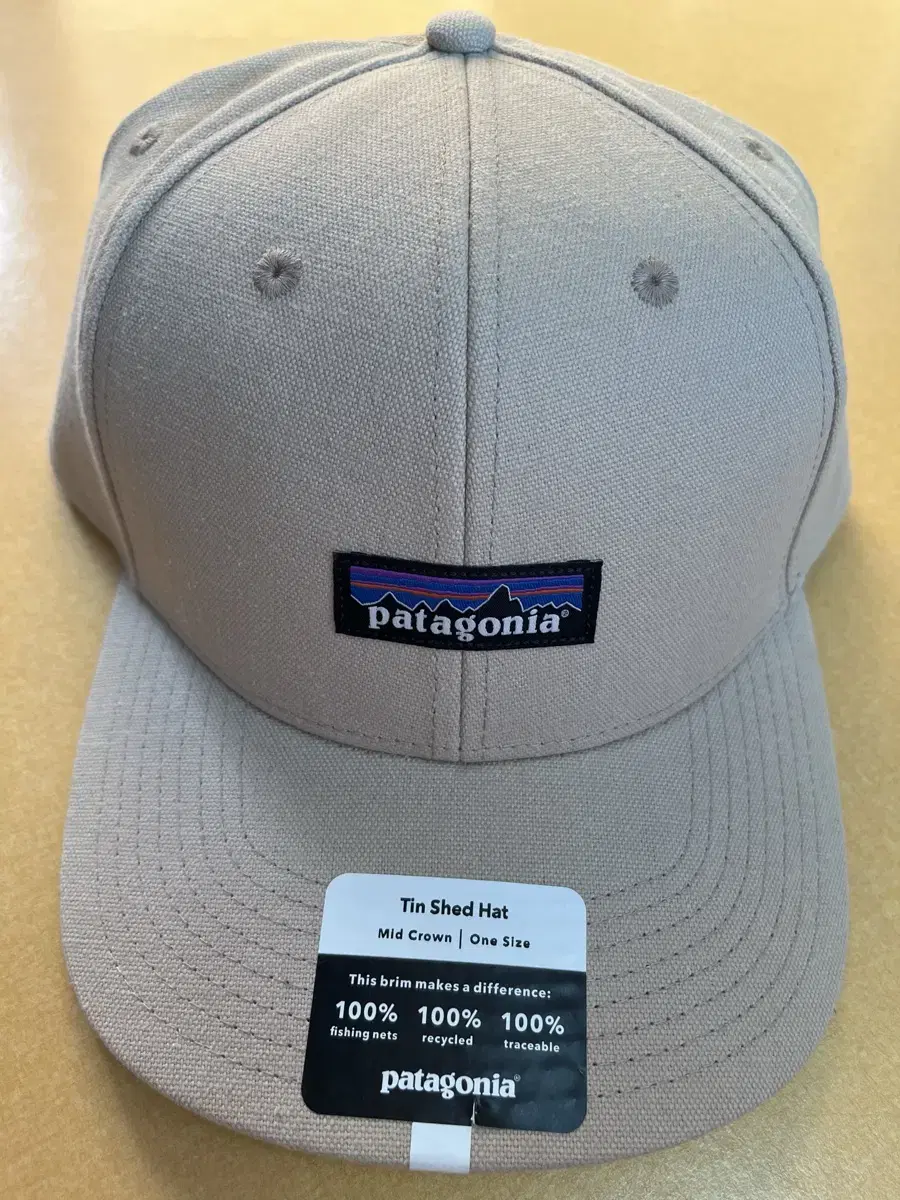 patagonia®
Tin Shed Hat
Mid Crown | One Size
This brim makes a difference:
100% 100% 100%
fishing nets recycled traceable
patagonia®